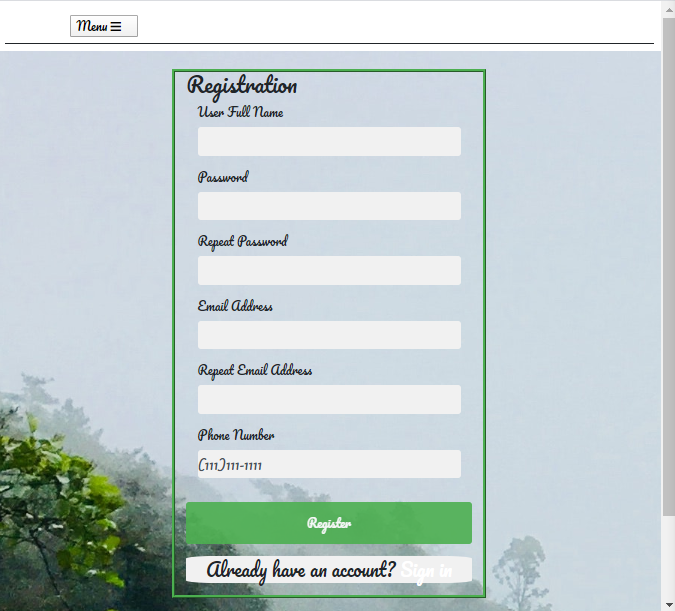 Menu ☰
Registration
User Full Name
Password
Repeat Password
Email Address
Repeat Email Address
Phone Number
(111)111-1111
Register
Already have an account? Sign in